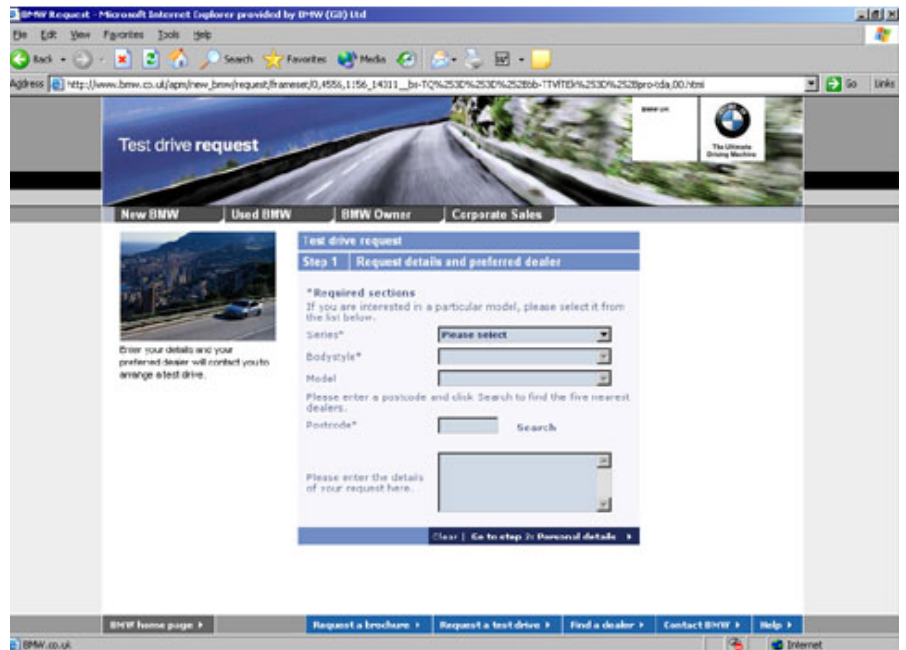 BMW Request - Microsoft Internet Explorer provided by BMW (GB) Ltd
File Edit View Favorites Tools Help
Back Search Favorites Media
Address Go Links
BMW UK
Test drive request
The Ultimate
Driving Machine
New BMW Used BMW BMW Owner Corporate Sales
Test drive request
Step 1 Request details and preferred dealer
*Required sections
If you are interested in a particular model, please select it from
the list below.
Series* Please select
Bodystyle*
Enter your details and your
preferred dealer will contact you to
arrange a test drive.
Model
Please enter a postcode and click Search to find the five nearest
dealers.
Postcode* Search
Please enter the details
of your request here.
Clear | Go to step 2: Personal details
BMW home page Request a brochure Request a test drive Find a dealer Contact BMW Help
BMW.co.uk Internet